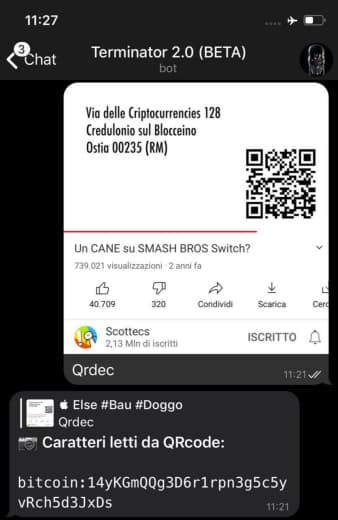 11:27
3
Chat
Terminator 2.0 (BETA)
bot
Via delle Criptocurrencies 128
Credulonio sul Blocceino
Ostia 00235 (RM)
Un CANE su SMASH BROS Switch?
739.021 visualizzazioni · 2 anni fa
40.709 320 Condividi Scarica Cerc
Scottecs
2,13 Mln di iscritti
ISCRITTO
Qrdec
11:21
Else #Bau #Doggo
Qrdec
Caratteri letti da QRcode:
bitcoin:14yKGmQQg3D6r1rpn3g5c5y
vRch5d3JxDs
11:21